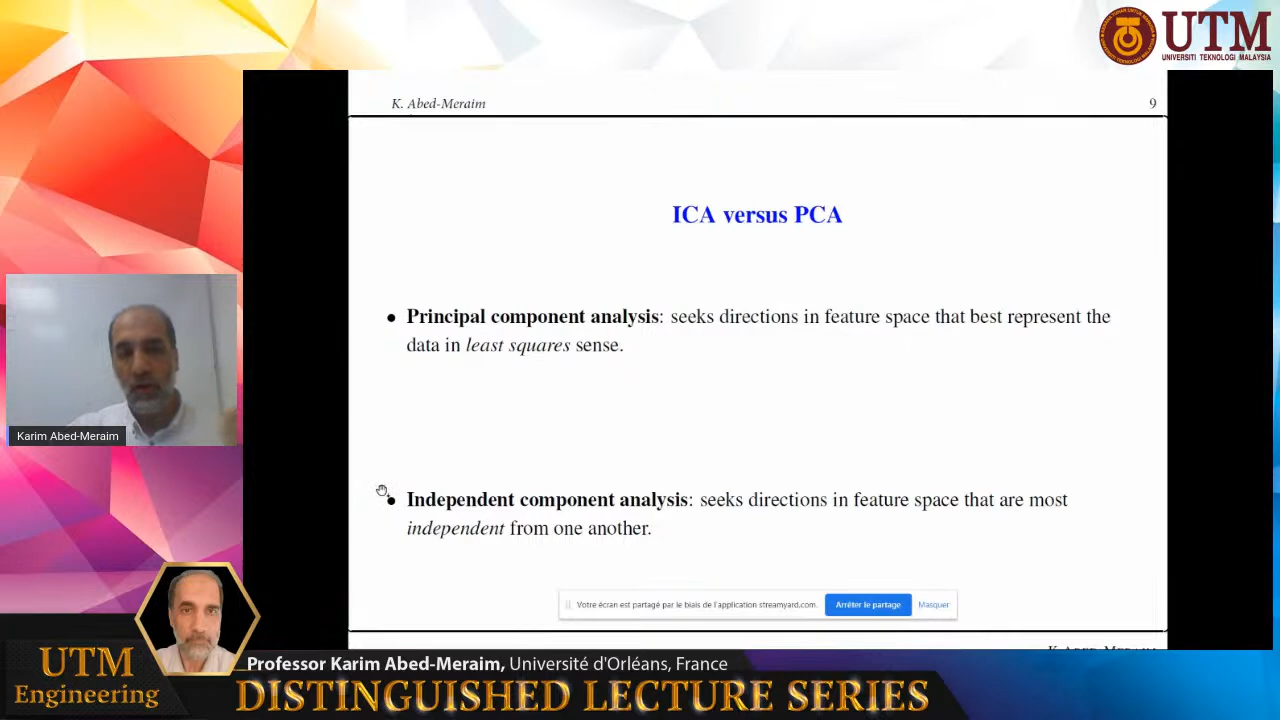 UTM
UNIVERSITI TEKNOLOGI MALAYSIA
K. Abed-Meraim
9
ICA versus PCA
• Principal component analysis: seeks directions in feature space that best represent the
data in least squares sense.
• Independent component analysis: seeks directions in feature space that are most
independent from one another.
Votre écran est partagé par le biais de l'application streamyard.com.
Arrêter le partage
Masquer
K. ABED-MERAIM
Karim Abed-Meraim
UTM
Engineering
Professor Karim Abed-Meraim, Université d'Orléans, France
DISTINGUISHED LECTURE SERIES